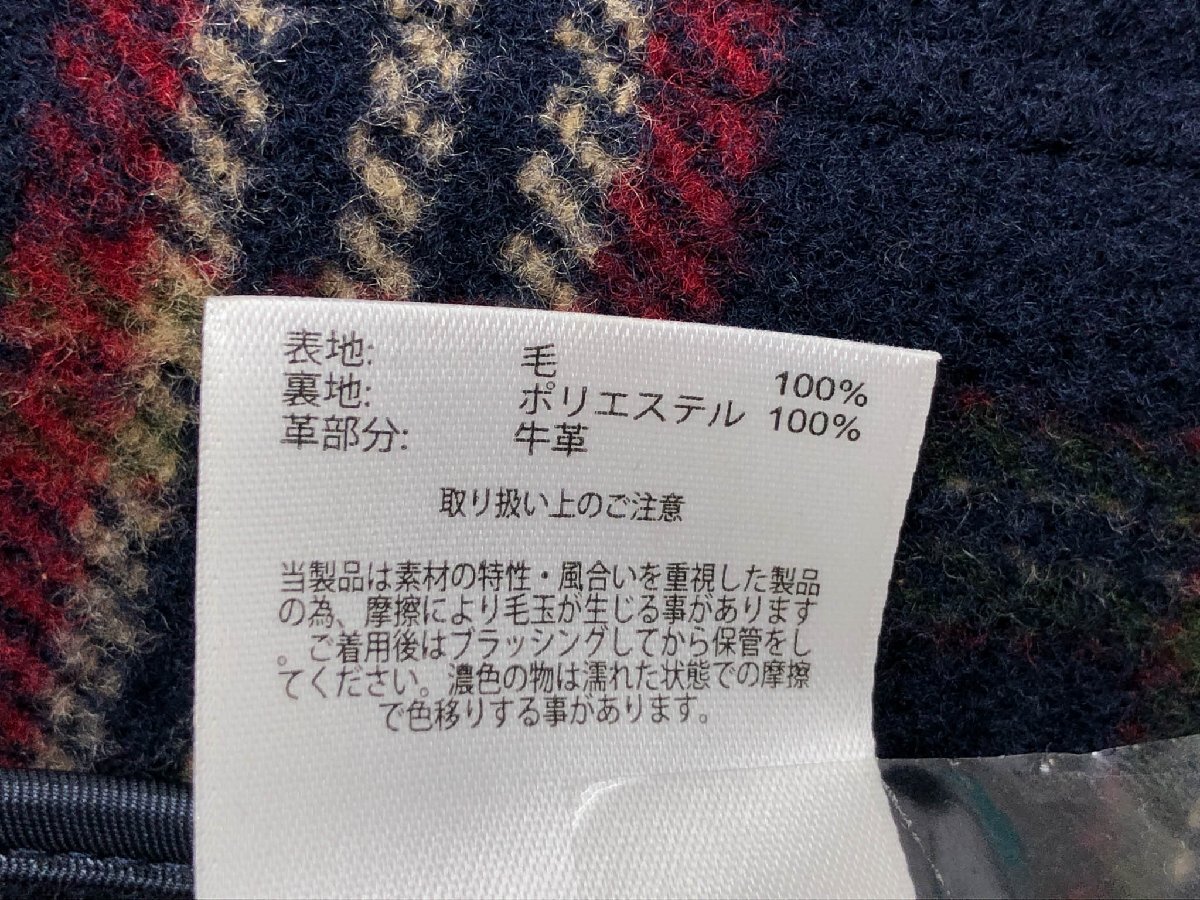 表地: 毛 100%
裏地: ポリエステル 100%
革部分: 牛革
取り扱い上のご注意
当製品は素材の特性・風合いを重視した製品
の為、摩擦により毛玉が生じる事があります
。ご着用後はブラッシングしてから保管をし
てください。濃色の物は濡れた状態での摩擦
で色移りする事があります。